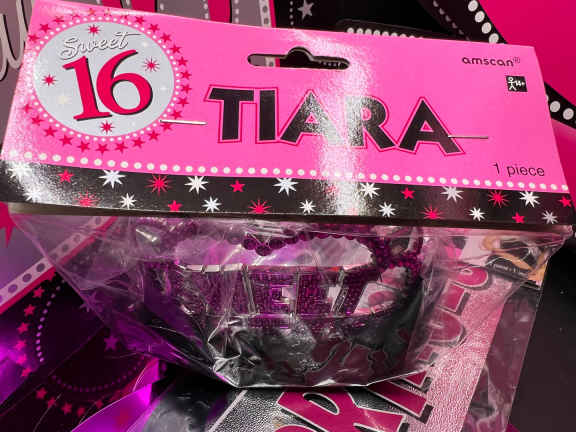 Sweet
16
TIARA
amscan®
14+
1 piece